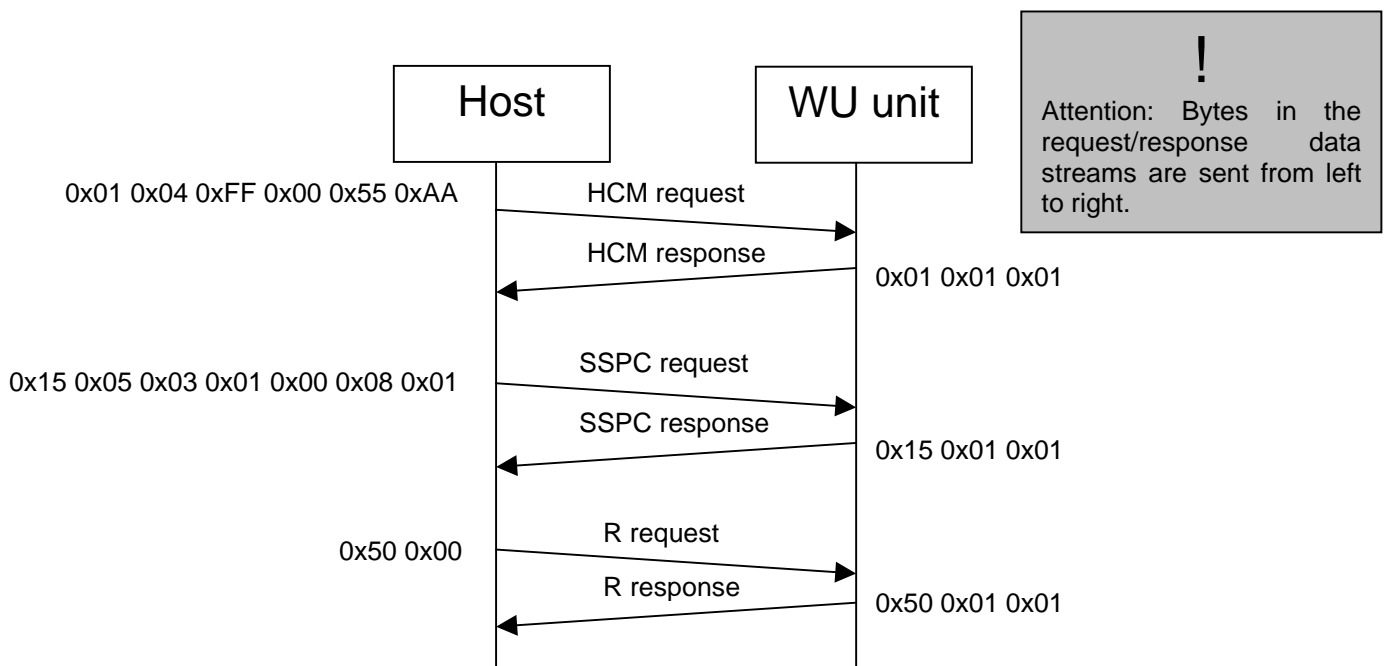 Host
WU unit
!
Attention: Bytes in the
request/response data
streams are sent from left
to right.
0x01 0x04 0xFF 0x00 0x55 0xAA
HCM request
HCM response
0x01 0x01 0x01
0x15 0x05 0x03 0x01 0x00 0x08 0x01
SSPC request
SSPC response
0x15 0x01 0x01
0x50 0x00
R request
R response
0x50 0x01 0x01